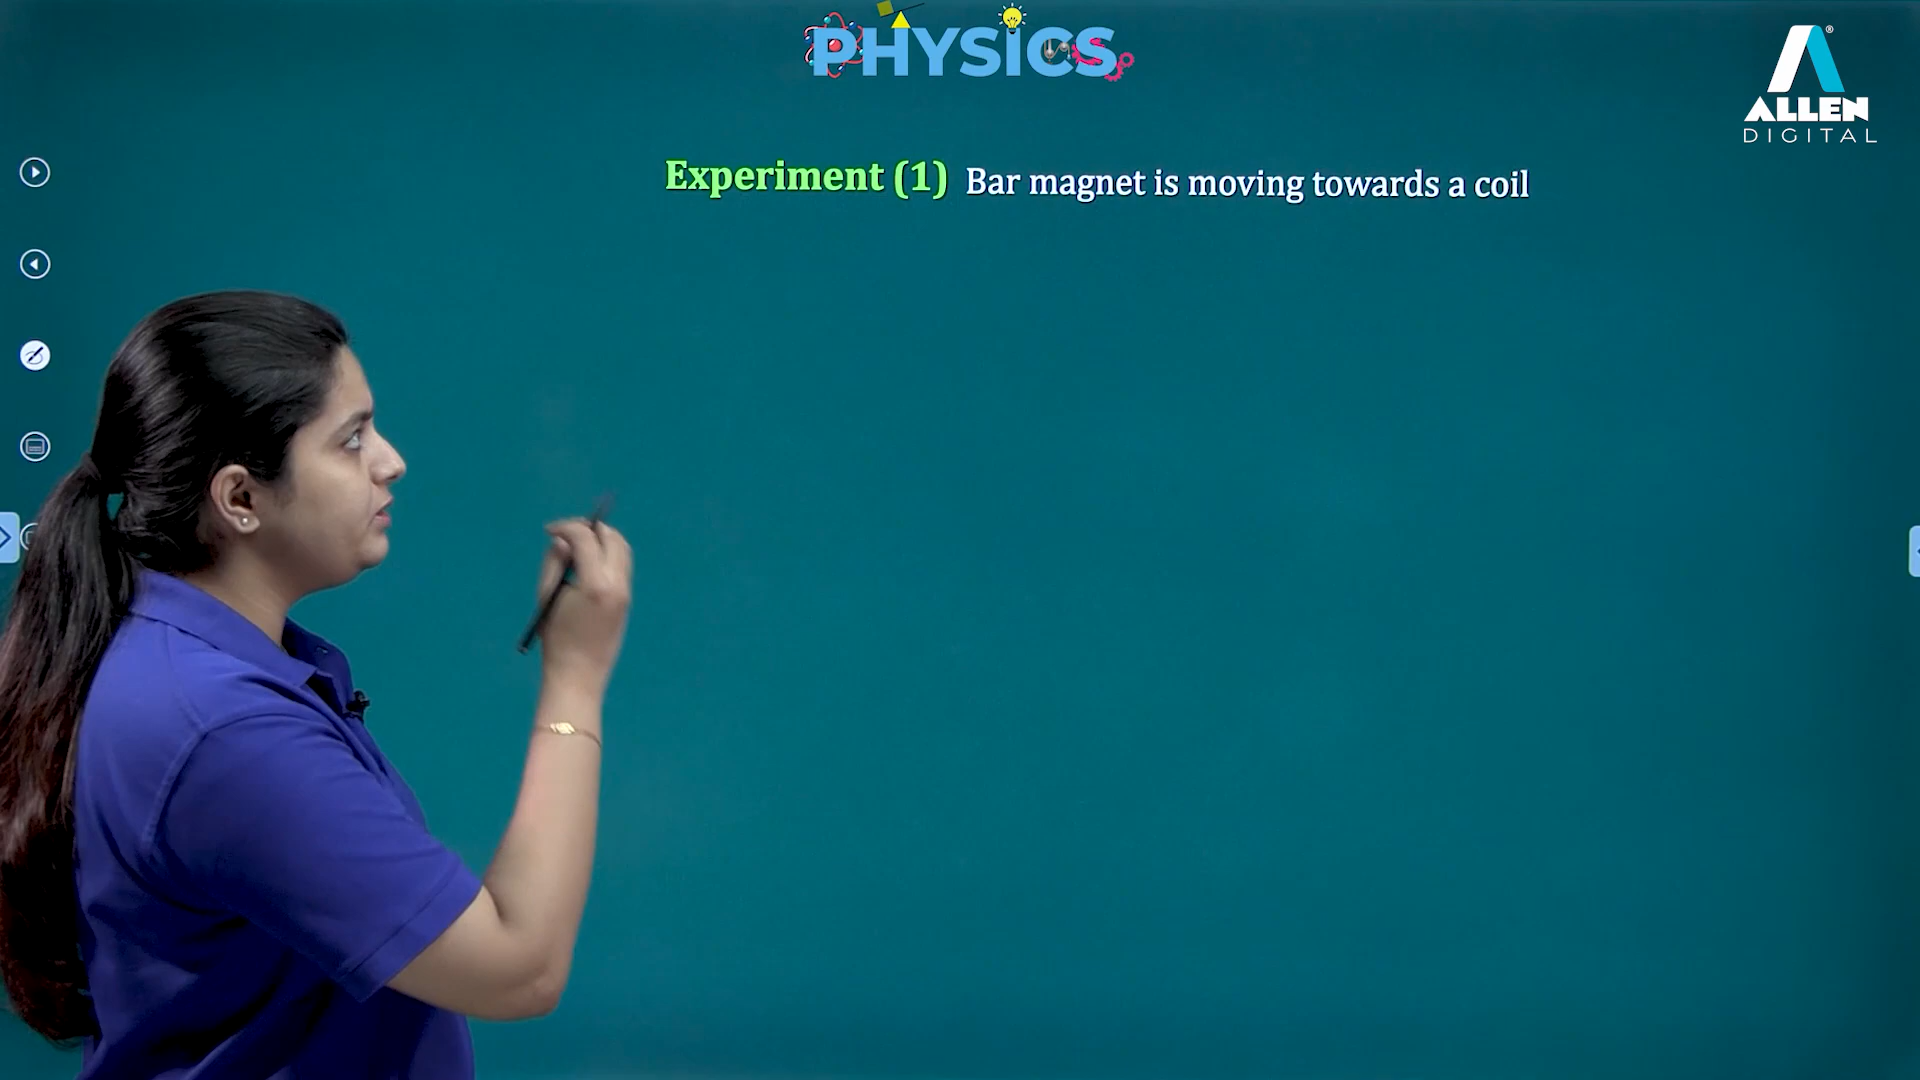 PHYSICS
ALLEN
DIGITAL
Experiment (1) Bar magnet is moving towards a coil